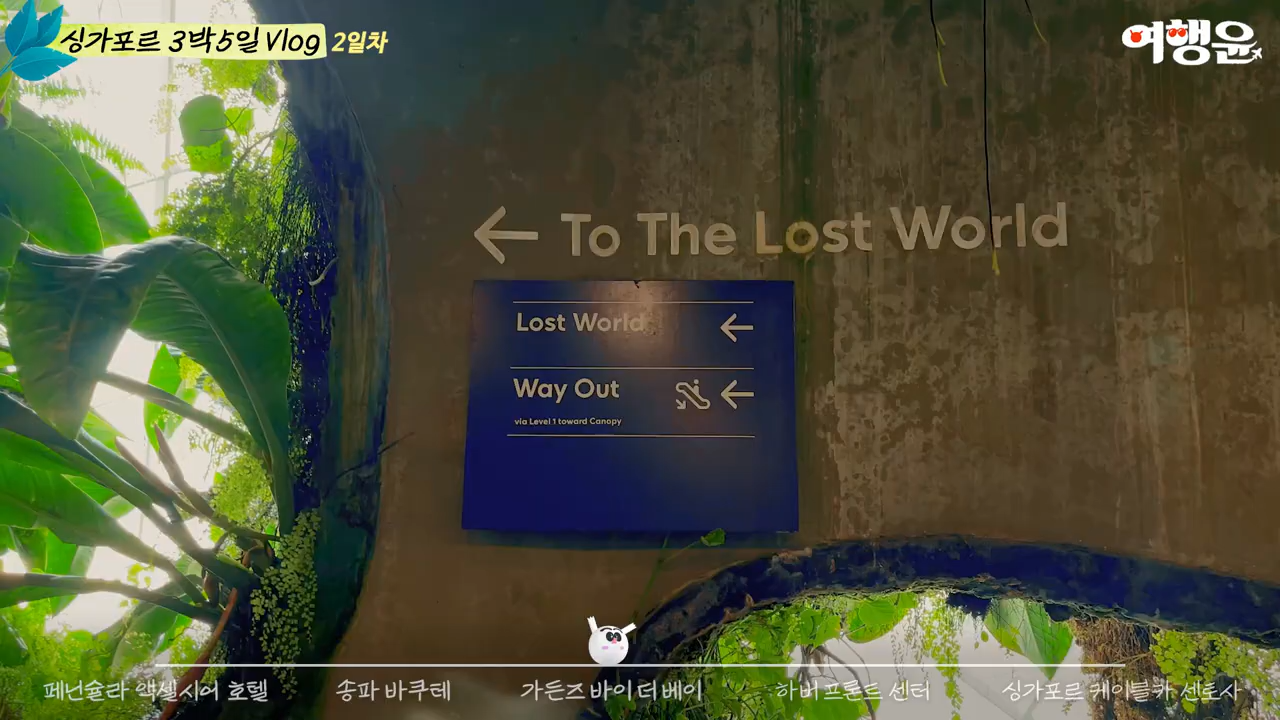 싱가포르 3박5일 Vlog 2일차
여행윤
← To The Lost World
Lost World ←
Way Out ←
via Level 1 toward Canopy
페닌슐라 액셀시어 호텔 송파 바쿠테 가든즈 바이 더 베이 하버 프론트 센터 싱가포르 케이블카 센토사